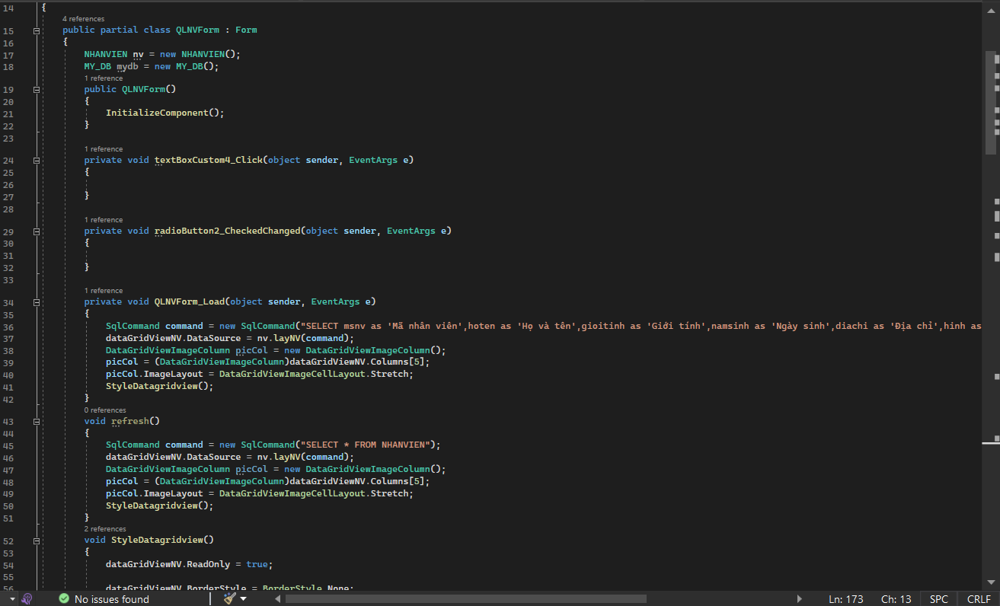 14 {
4 references
15 public partial class QLNVForm : Form
16 {
17 NHANVIEN nv = new NHANVIEN();
18 MY_DB mydb = new MY_DB();
1 reference
19 public QLNVForm()
20 {
21 InitializeComponent();
22 }
23
1 reference
24 private void textBoxCustom4_Click(object sender, EventArgs e)
25 {
26
27 }
28
1 reference
29 private void radioButton2_CheckedChanged(object sender, EventArgs e)
30 {
31
32 }
33
1 reference
34 private void QLNVForm_Load(object sender, EventArgs e)
35 {
36 SqlCommand command = new SqlCommand("SELECT msnv as 'Mã nhân viên',hoten as 'Họ và tên',gioitinh as 'Giới tính',namsinh as 'Ngày sinh',diachi as 'Địa chỉ',hinh as
37 dataGridViewNV.DataSource = nv.layNV(command);
38 DataGridViewImageColumn picCol = new DataGridViewImageColumn();
39 picCol = (DataGridViewImageColumn)dataGridViewNV.Columns[5];
40 picCol.ImageLayout = DataGridViewImageCellLayout.Stretch;
41 StyleDatagridview();
42 }
0 references
43 void refresh()
44 {
45 SqlCommand command = new SqlCommand("SELECT * FROM NHANVIEN");
46 dataGridViewNV.DataSource = nv.layNV(command);
47 DataGridViewImageColumn picCol = new DataGridViewImageColumn();
48 picCol = (DataGridViewImageColumn)dataGridViewNV.Columns[5];
49 picCol.ImageLayout = DataGridViewImageCellLayout.Stretch;
50 StyleDatagridview();
51 }
2 references
52 void StyleDatagridview()
53 {
54 dataGridViewNV.ReadOnly = true;
55
56 dataGridViewNV.BorderStyle = BorderStyle.None;
No issues found Ln: 173 Ch: 13 SPC CRLF